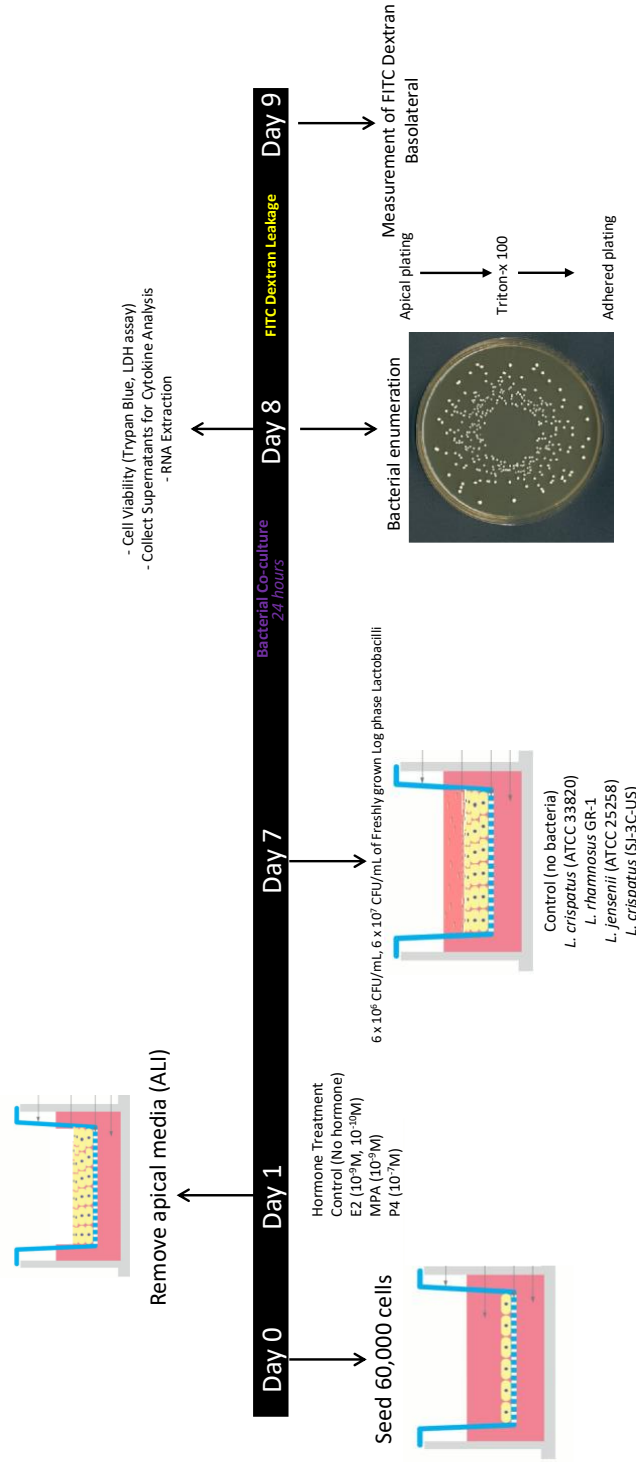 Remove apical media (ALI)
- Cell Viability (Trypan Blue, LDH assay)
- Collect Supernatants for Cytokine Analysis
- RNA Extraction
Day 0
Day 1
Day 7
Bacterial Co-culture
24 hours
Day 8
FITC Dextran Leakage
Day 9
Seed 60,000 cells
Hormone Treatment
Control (No hormone)
E2 (10⁻⁹M, 10⁻¹⁰M)
MPA (10⁻⁹M)
P4 (10⁻⁷M)
6 x 10⁶ CFU/mL, 6 x 10⁷ CFU/mL of Freshly grown Log phase Lactobacilli
Control (no bacteria)
L. crispatus (ATCC 33820)
L. rhamnosus GR-1
L. jensenii (ATCC 25258)
L. crispatus (SJ-3C-US)
Bacterial enumeration
Apical plating
Triton-x 100
Adhered plating
Measurement of FITC Dextran
Basolateral